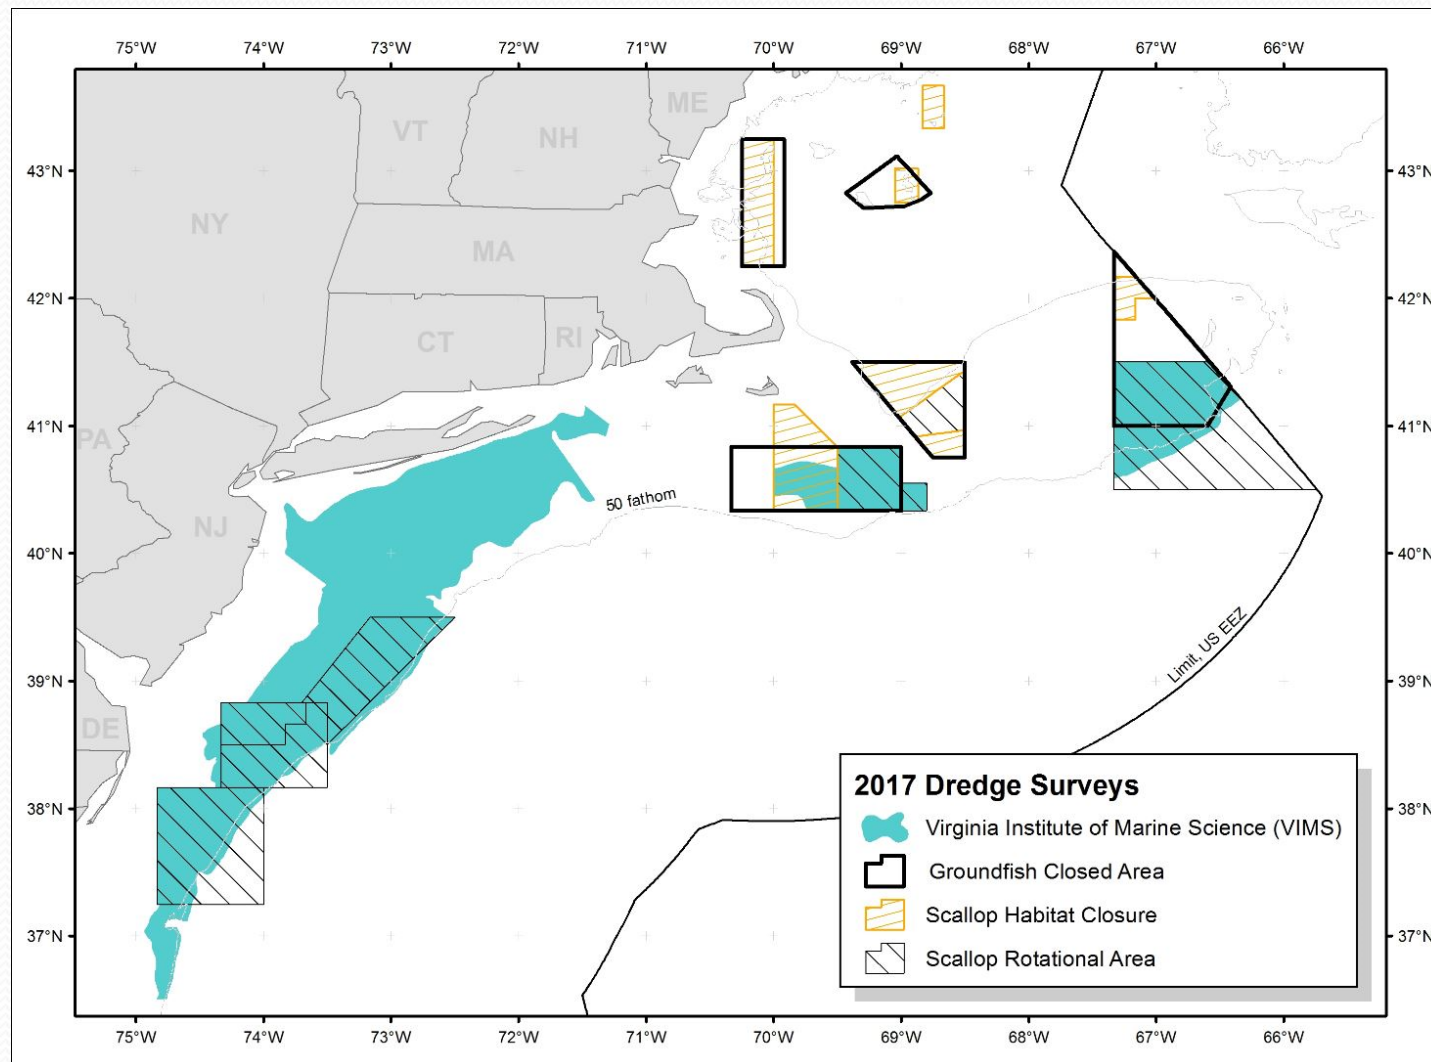 75°W 74°W 73°W 72°W 71°W 70°W 69°W 68°W 67°W 66°W
ME
VT
NH
43°N 43°N
NY
MA
42°N 42°N
CT
RI
41°N 41°N
PA
50 fathom
NJ
40°N 40°N
Limit, US EEZ
39°N 39°N
DE
2017 Dredge Surveys
38°N 38°N
Virginia Institute of Marine Science (VIMS)
Groundfish Closed Area
Scallop Habitat Closure
37°N 37°N
Scallop Rotational Area
75°W 74°W 73°W 72°W 71°W 70°W 69°W 68°W 67°W 66°W